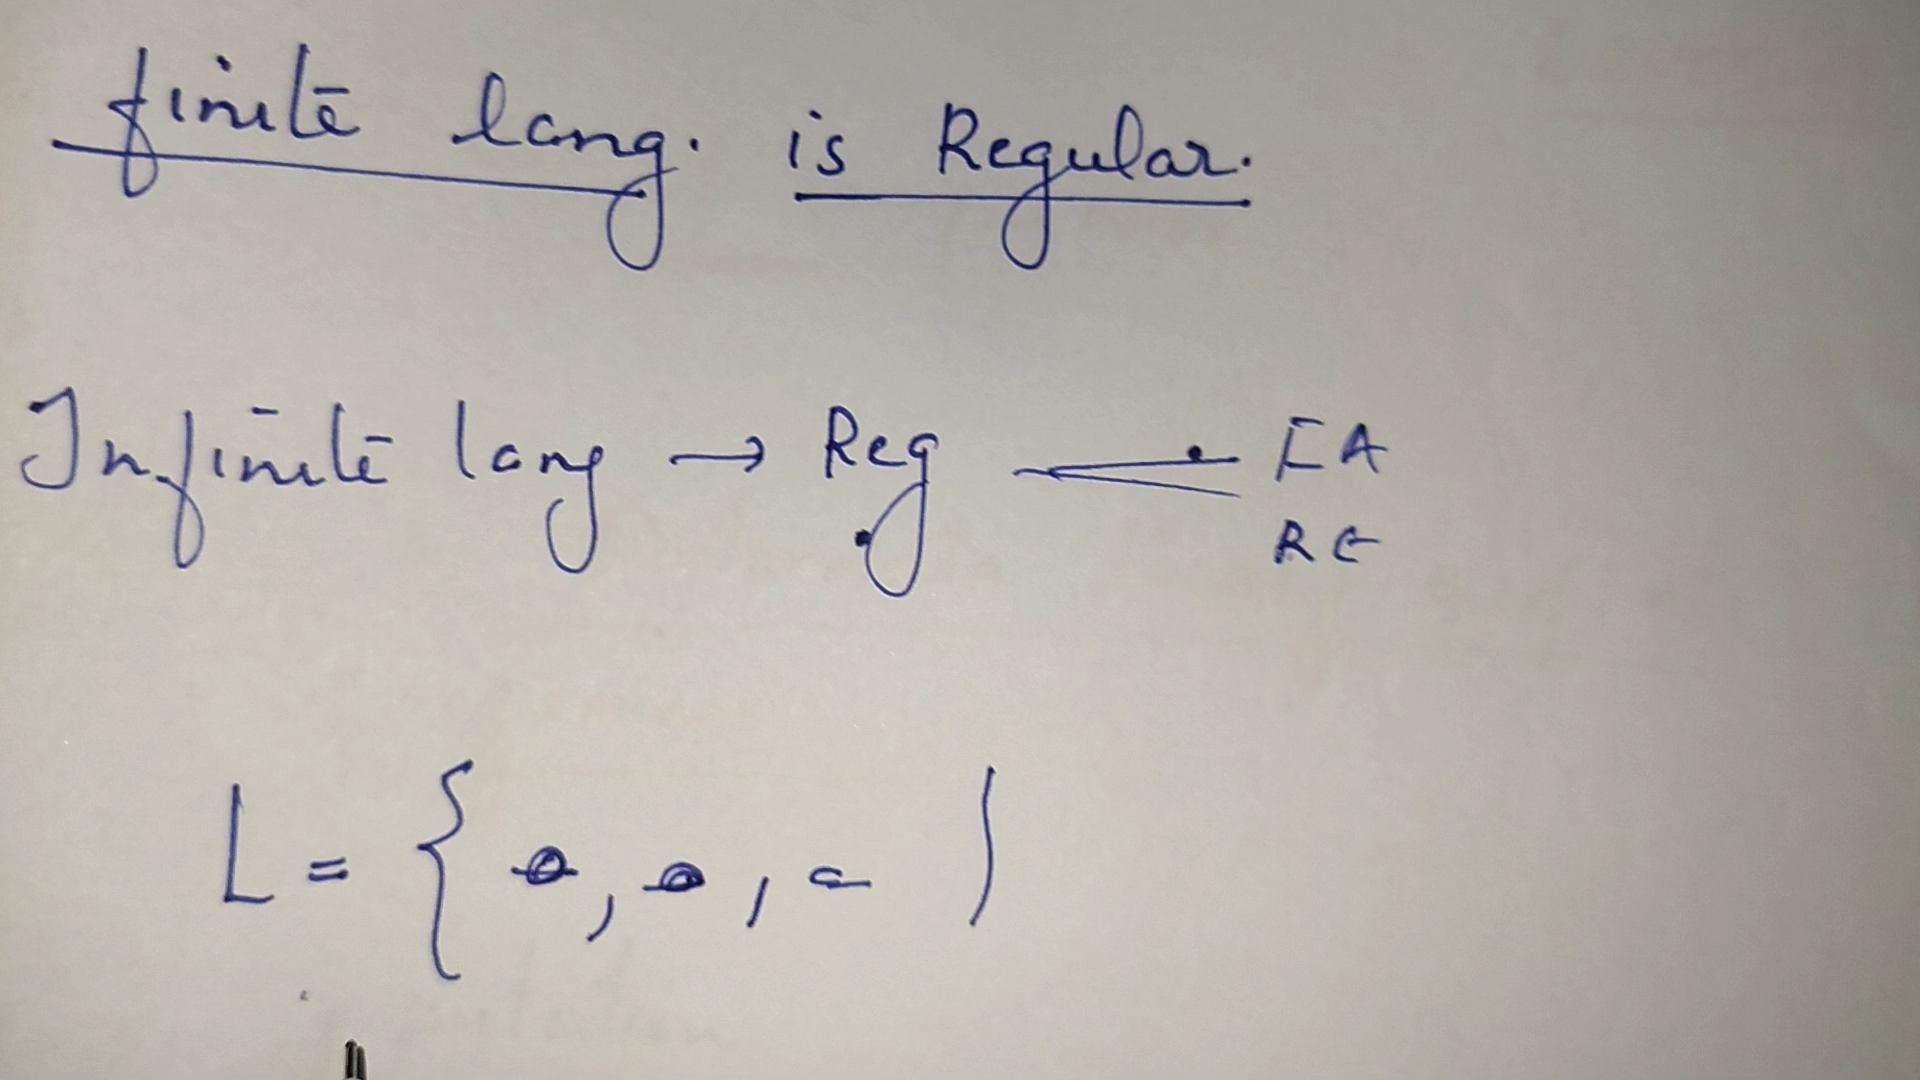 finite lang. is Regular.
Infinite lang → Reg FA
RE
L = { , , }